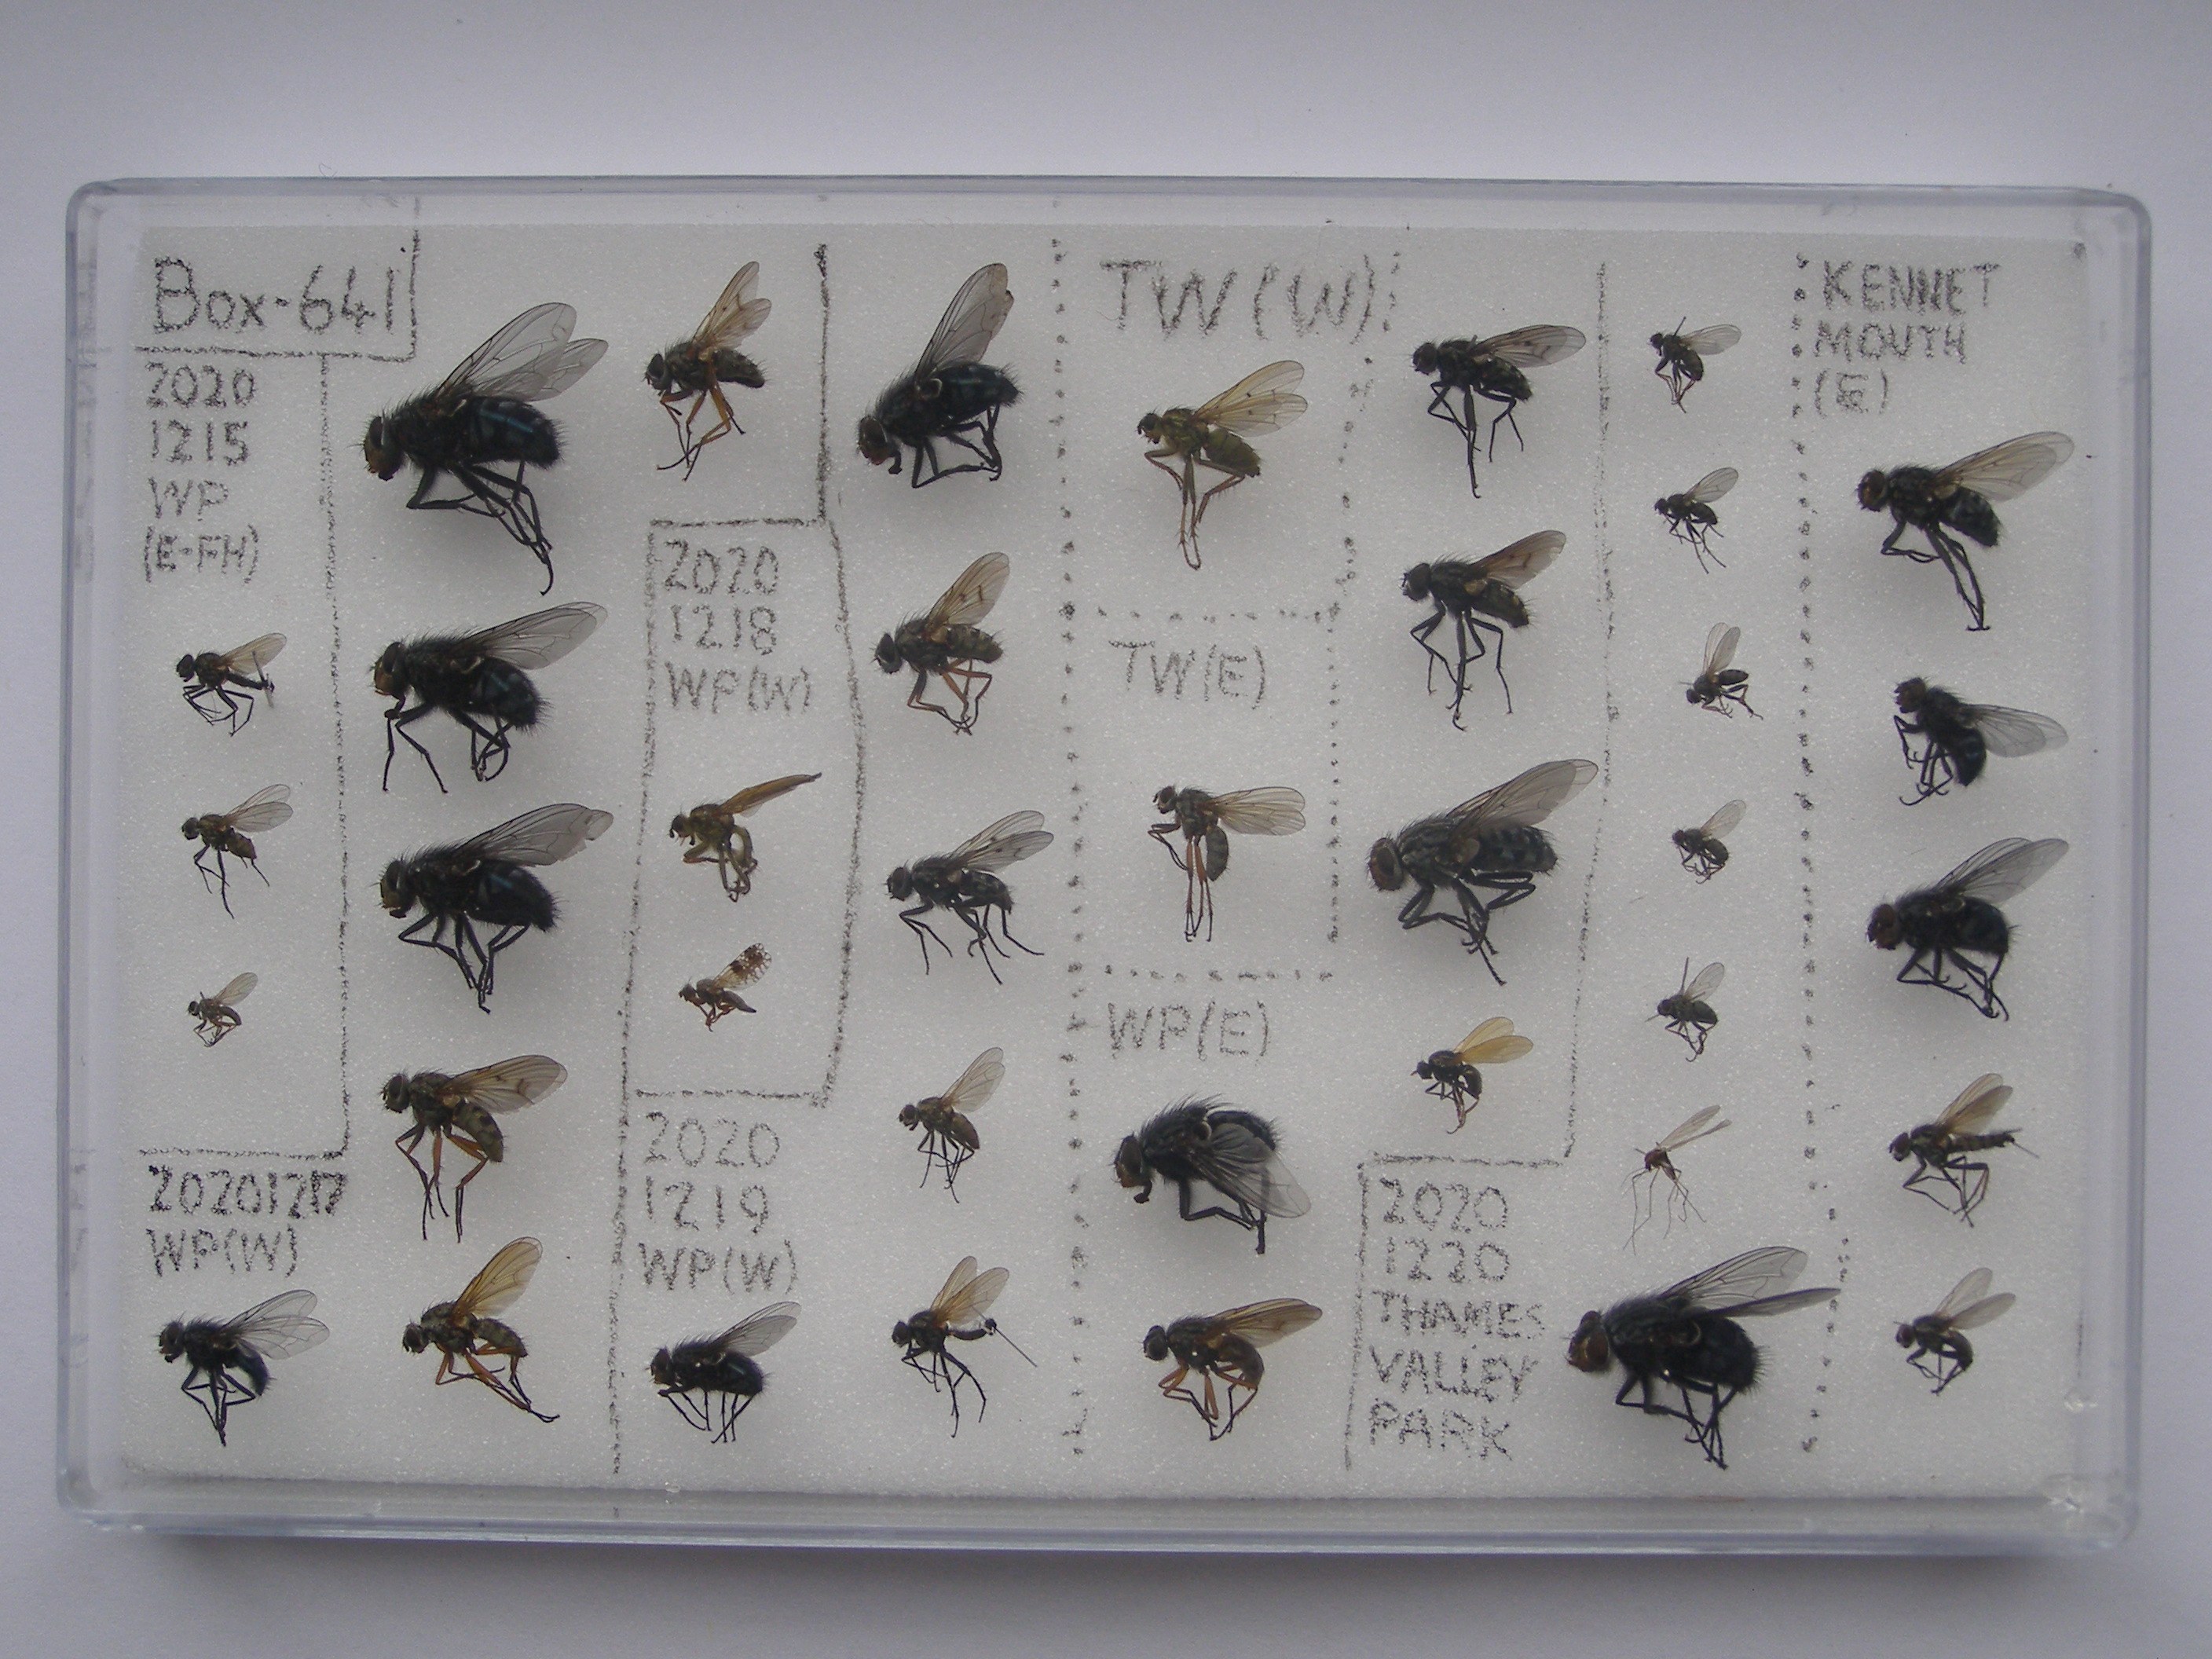 Box-641
2020
1215
WP
(E-FH)
20201217
WP(W)
2020
1218
WP(W)
2020
1219
WP(W)
TW(W)
TW(E)
WP(E)
2020
1220
THAMES
VALLEY
PARK
KENNET
MOUTH
(E)